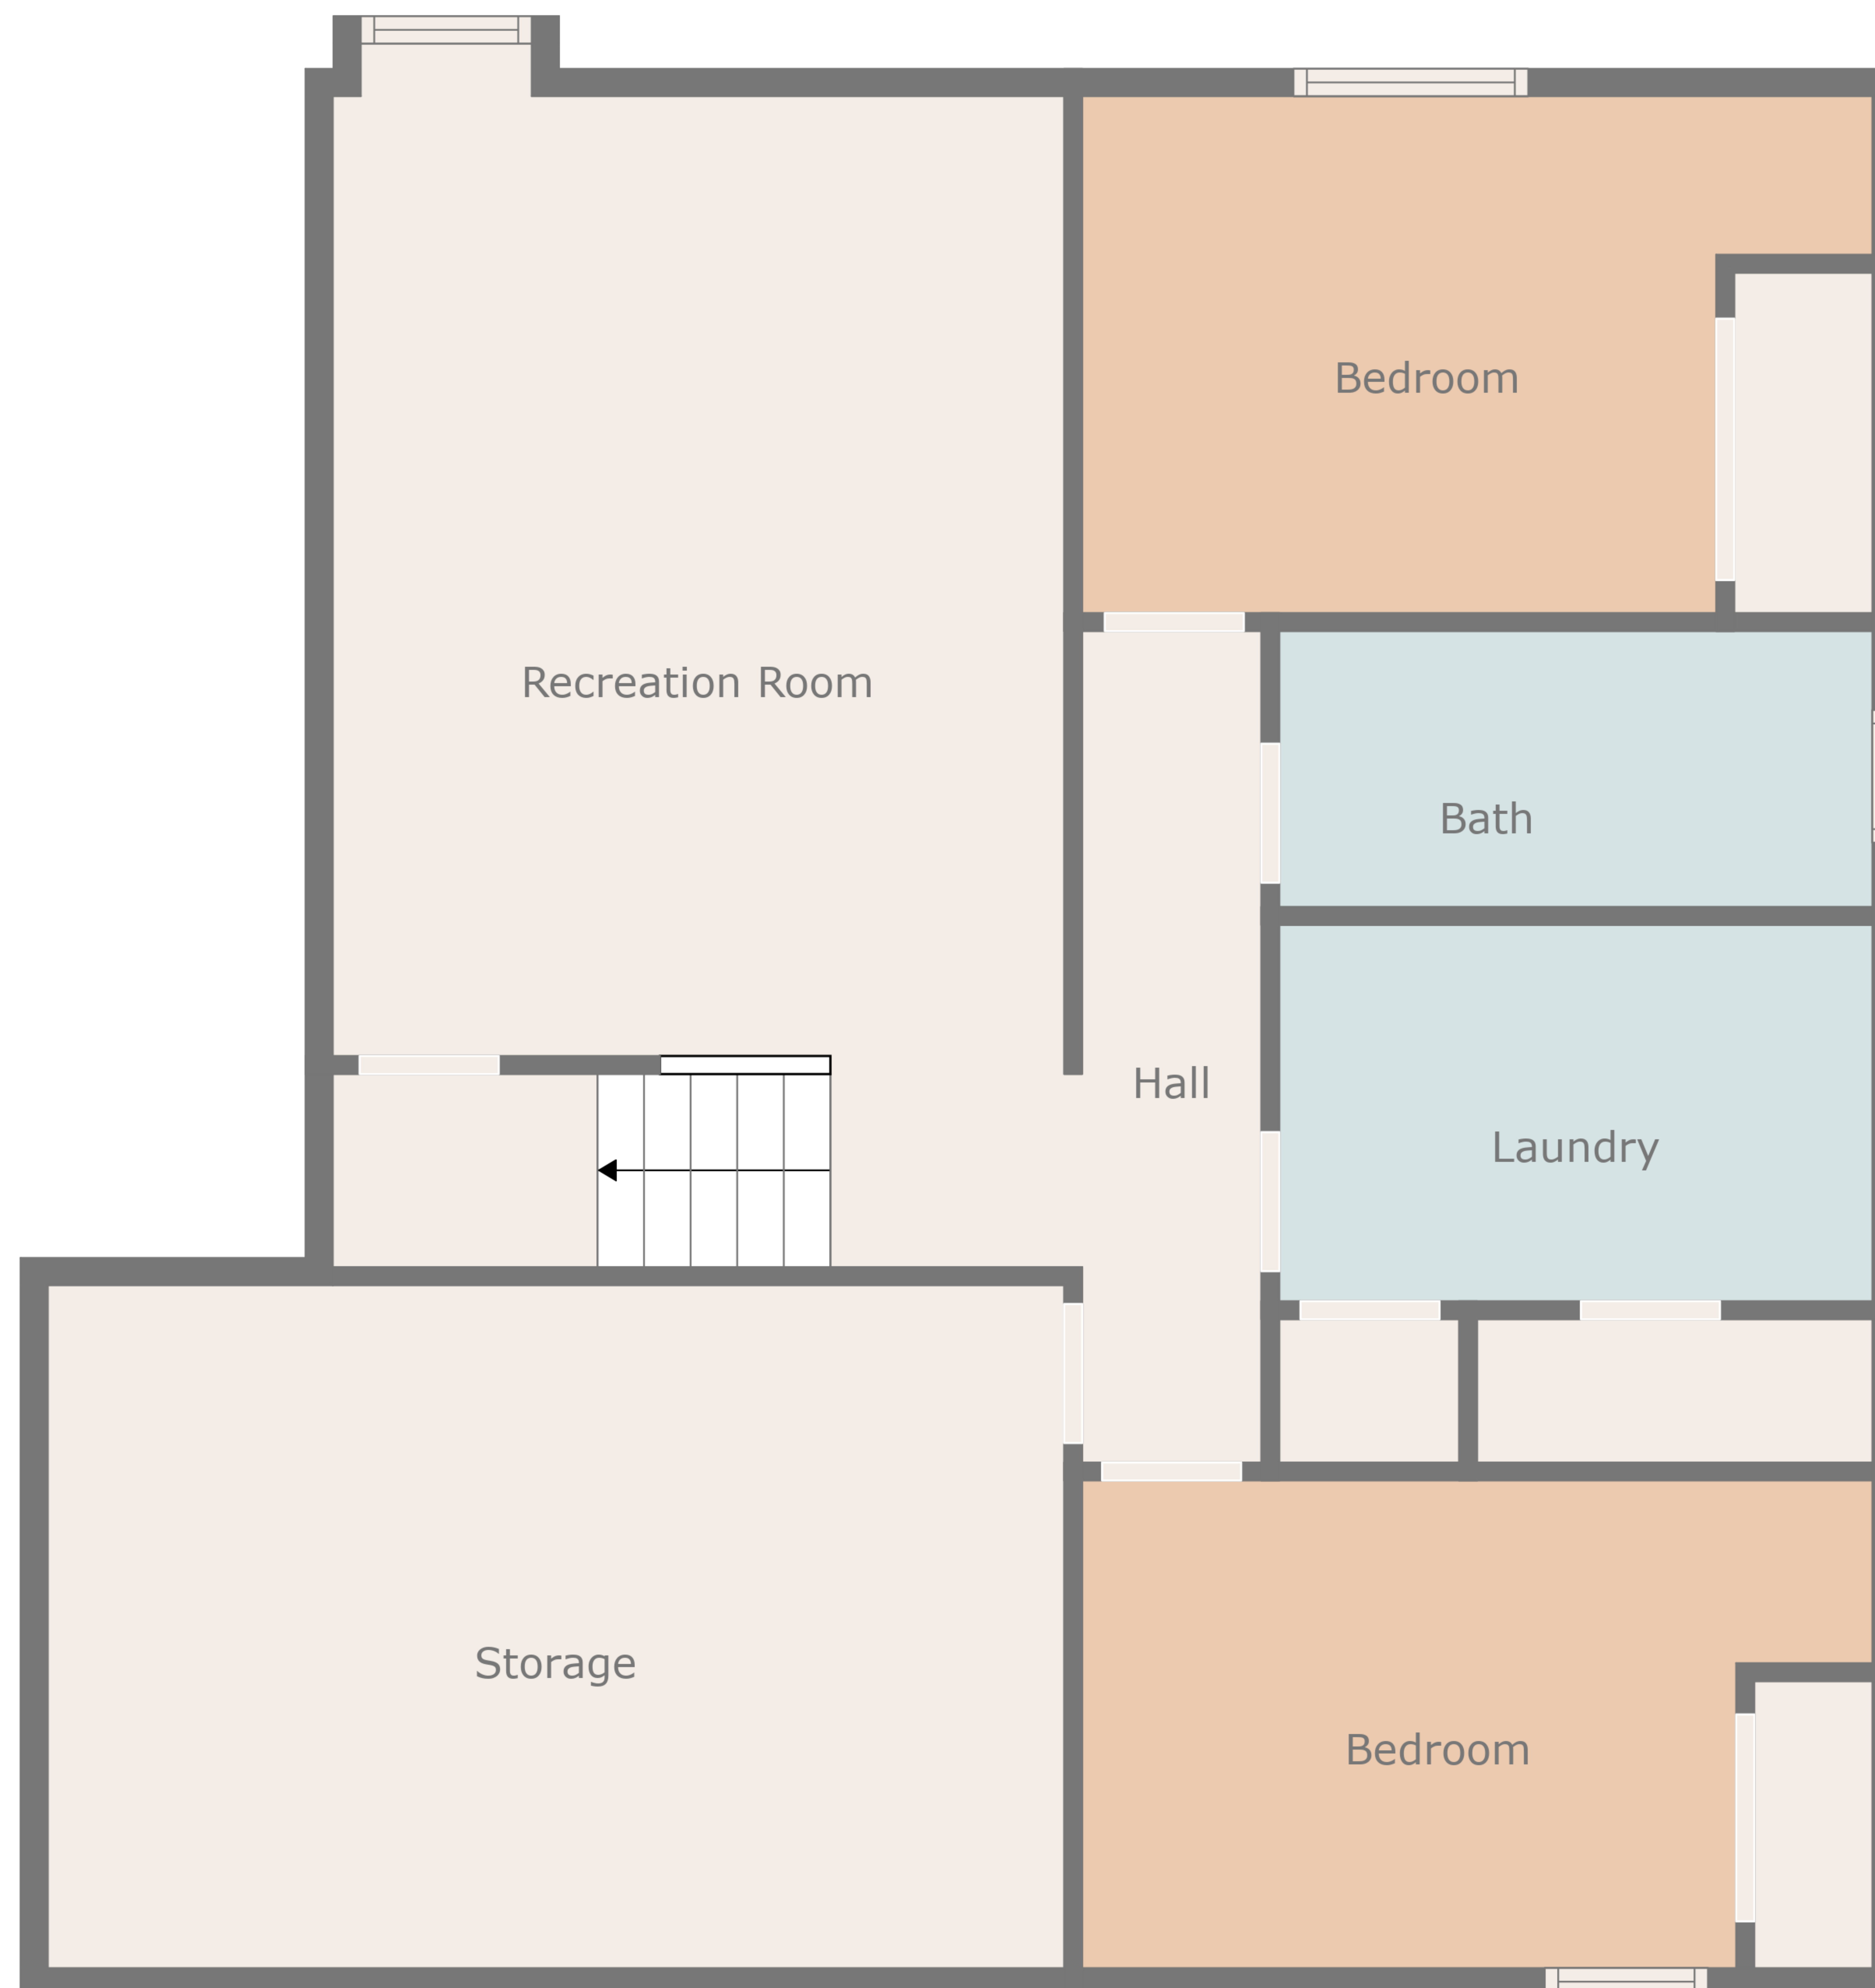 Bedroom
Recreation Room
Bath
Hall
Laundry
Storage
Bedroom